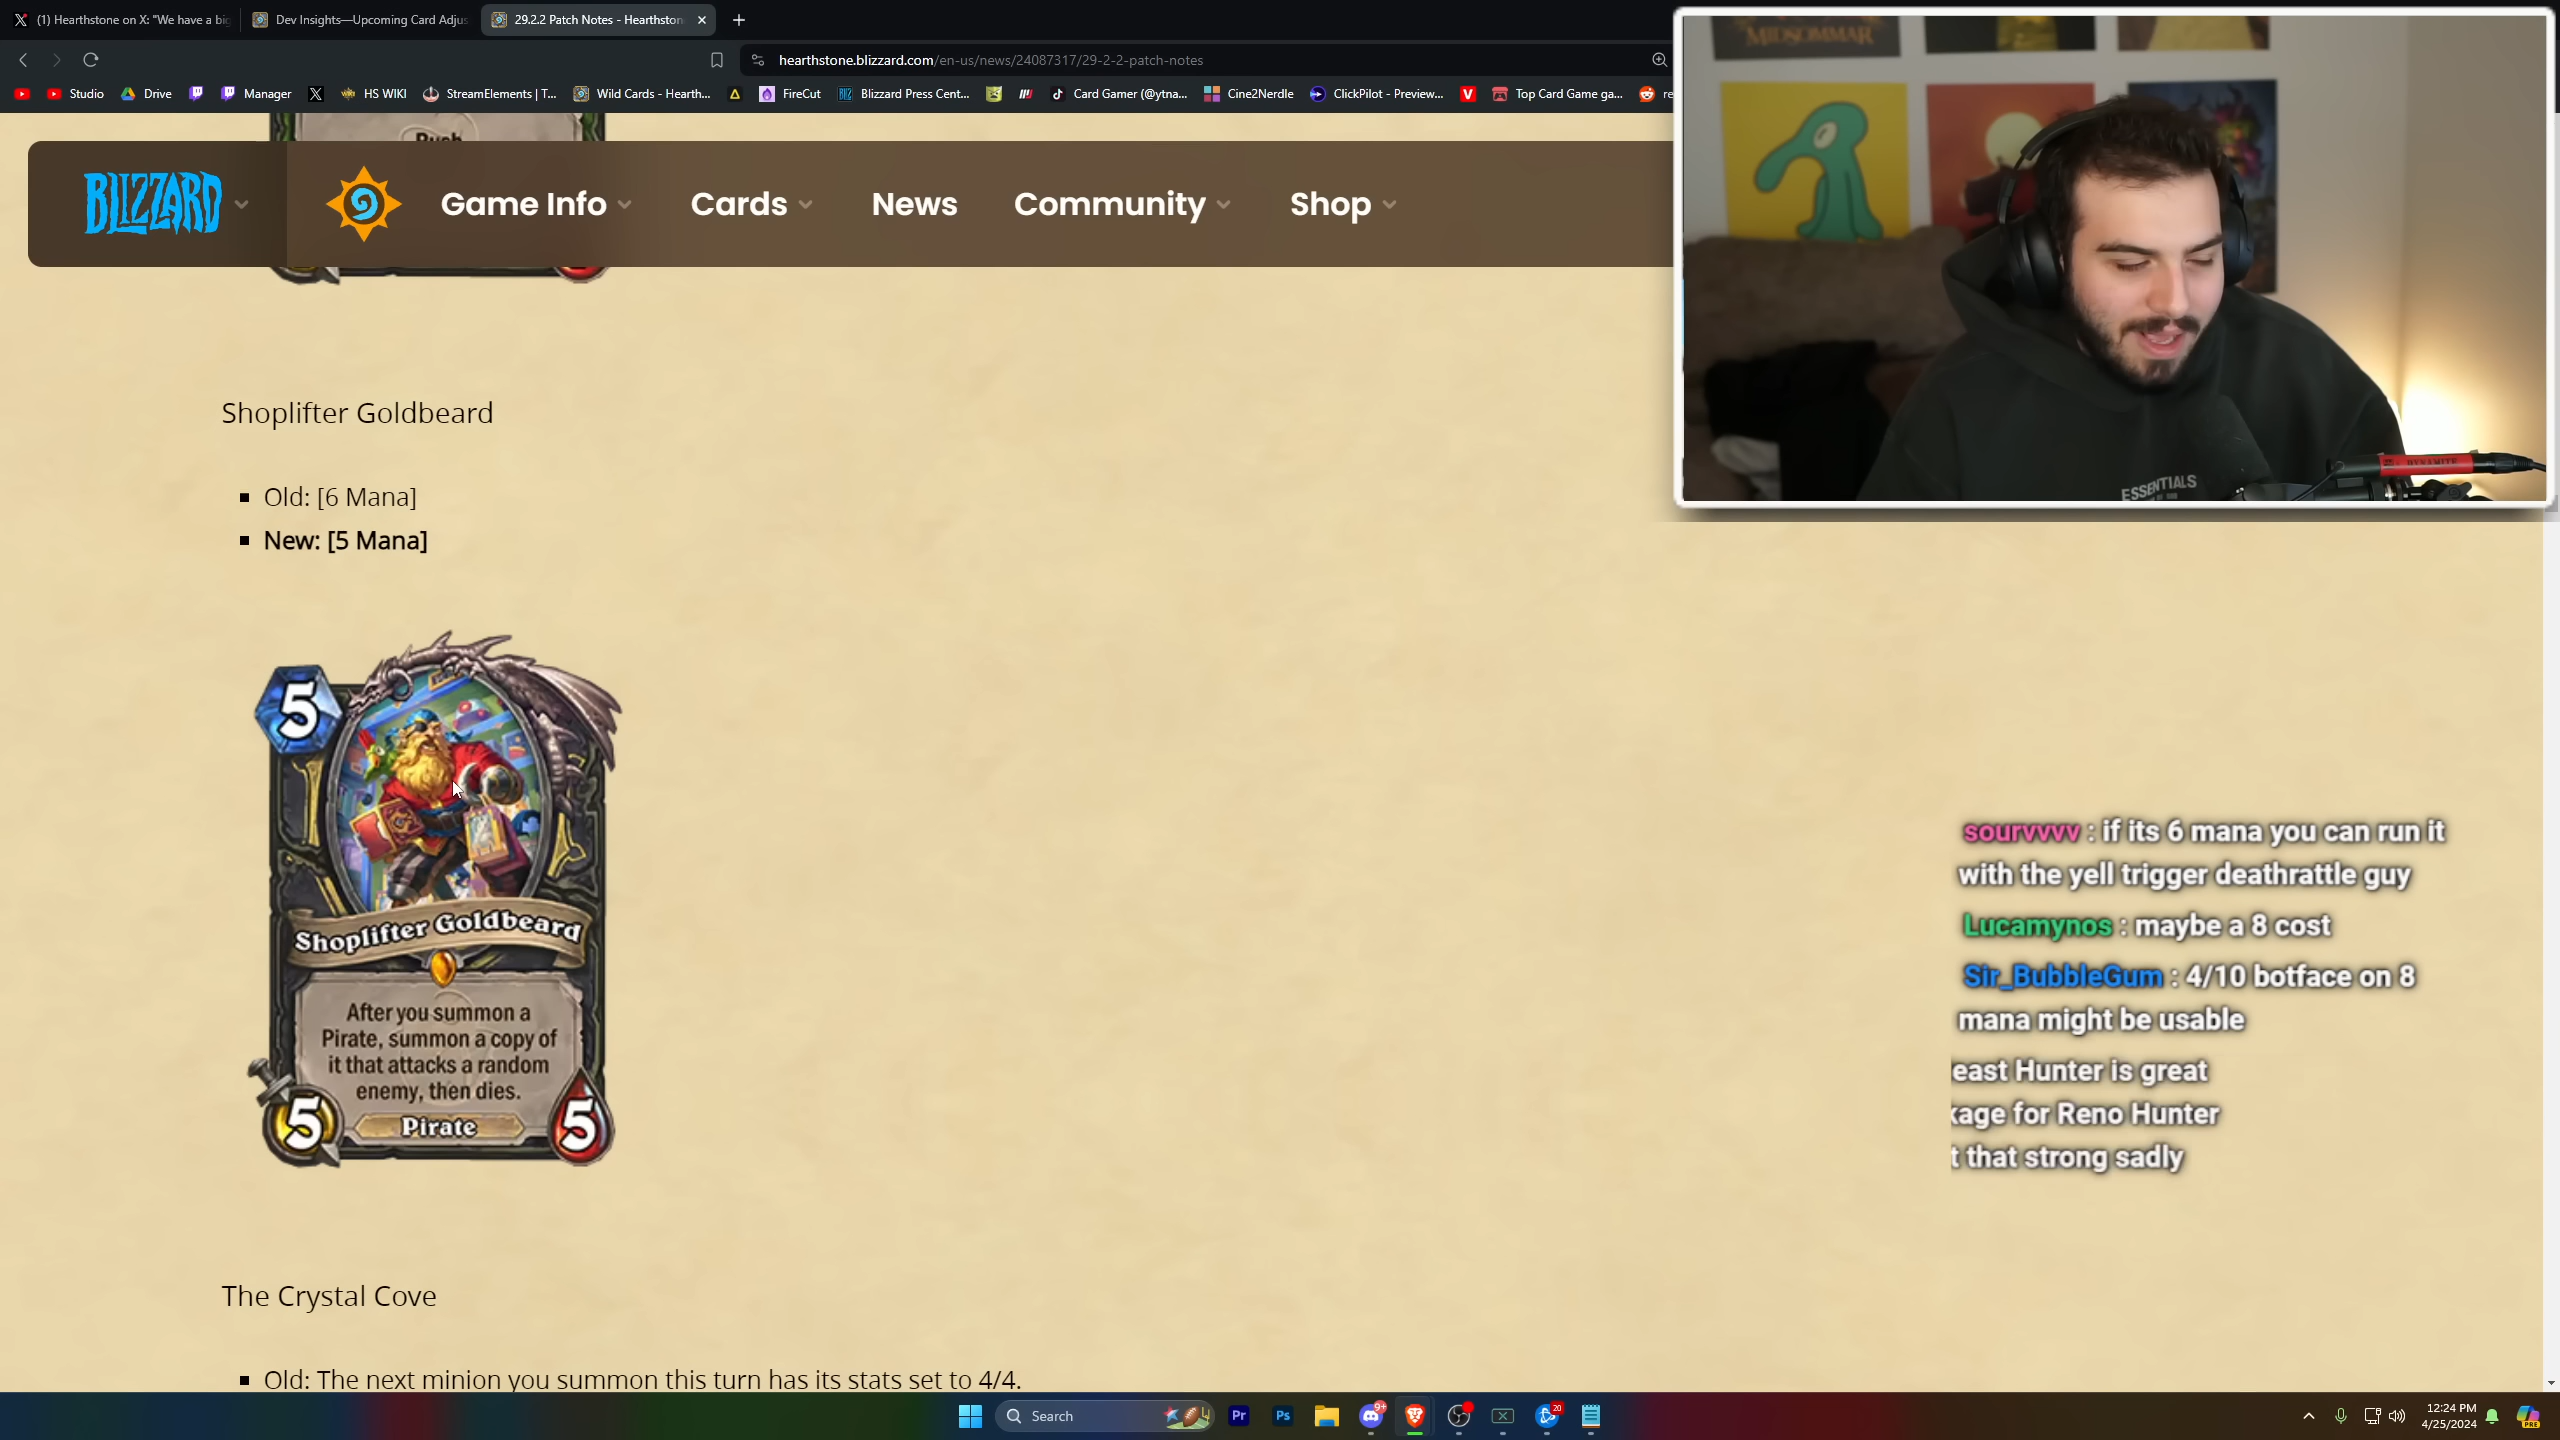 (1) Hearthstone on X: "We have a big
Dev Insights—Upcoming Card Adjus
29.2.2 Patch Notes - Hearthston
hearthstone.blizzard.com/en-us/news/24087317/29-2-2-patch-notes
Studio
Drive
Manager
HS WIKI
StreamElements | T...
Wild Cards - Hearth...
FireCut
Blizzard Press Cent...
Card Gamer (@ytna...
Cine2Nerdle
ClickPilot - Preview...
Top Card Game ga...
re
MIDSOMMAR
Rush
BLIZZARD
Game Info
Cards
News
Community
Shop
ESSENTIALS
Shoplifter Goldbeard
Old: [6 Mana]
New: [5 Mana]
5
Shoplifter Goldbeard
After you summon a
Pirate, summon a copy of
it that attacks a random
enemy, then dies.
5
Pirate
5
sourvvvv : if its 6 mana you can run it
with the yell trigger deathrattle guy
Lucamynos : maybe a 8 cost
Sir_BubbleGum : 4/10 botface on 8
mana might be usable
east Hunter is great
kage for Reno Hunter
t that strong sadly
The Crystal Cove
Old: The next minion you summon this turn has its stats set to 4/4.
Search
Pr
Ps
9+
20
12:24 PM
4/25/2024
PRE